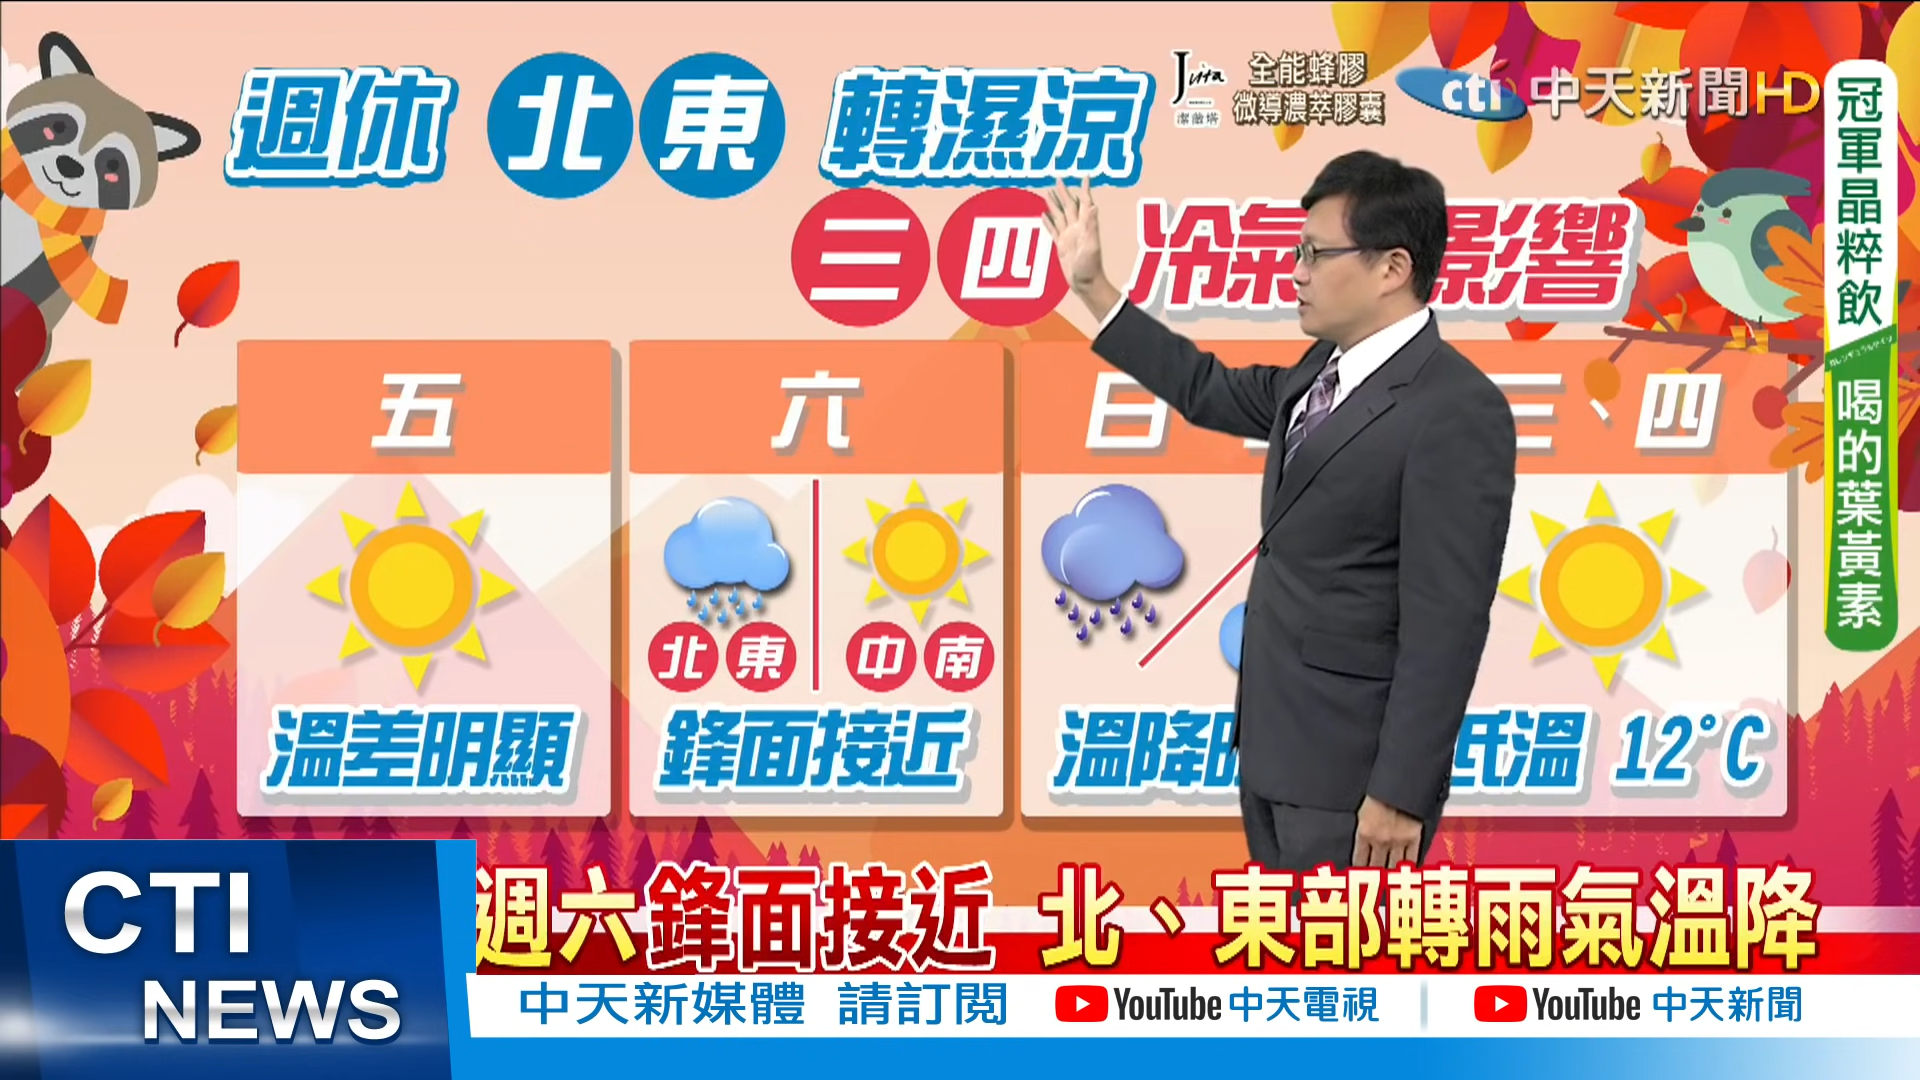 週休 北東 轉濕涼
三四 冷氣 影響
Jvita 全能蜂膠
潔薇塔 微導濃萃膠囊
cti 中天新聞HD
冠軍晶粹飲
喝的葉黃素
五
溫差明顯
六
北東 中南
鋒面接近
日
溫降
三、四
低溫 12°C
週六鋒面接近 北、東部轉雨氣溫降
CTI
NEWS
中天新媒體 請訂閱 YouTube 中天電視 YouTube 中天新聞